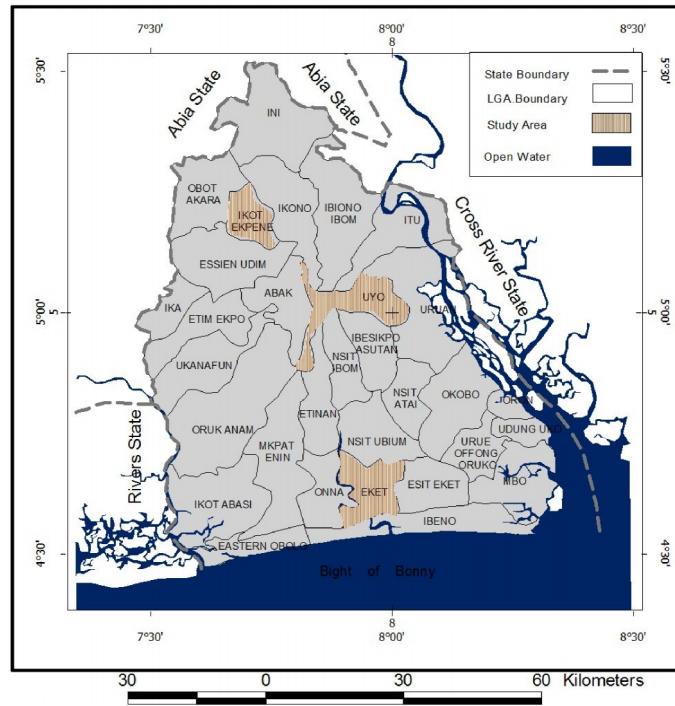 7°30'
8°00'
8
8°30'
5°30'
5°30'
Abia State
Abia State
State Boundary
LGA.Boundary
Study Area
Open Water
INI
OBOT
AKARA
IKOT
EKPENE
IKONO
IBIONO
IBOM
ITU
Cross River State
ESSIEN UDIM
ABAK
UYO
IKA
5°00'
5
URUAN
5
5°00'
ETIM EKPO
IBESIKPO
ASUTAN
NSIT
IBOM
UKANAFUN
NSIT
ATAI
OKOBO
ORON
ETINAN
ORUK ANAM
UDUNG UKO
MKPAT
ENIN
NSIT UBIUM
URUE
OFFONG
ORUKO
Rivers State
MBO
IKOT ABASI
ONNA
EKET
ESIT EKET
IBENO
EASTERN OBOLO
4°30'
4°30'
Bight of Bonny
7°30'
8
8°00'
8°30'
30 0 30 60 Kilometers